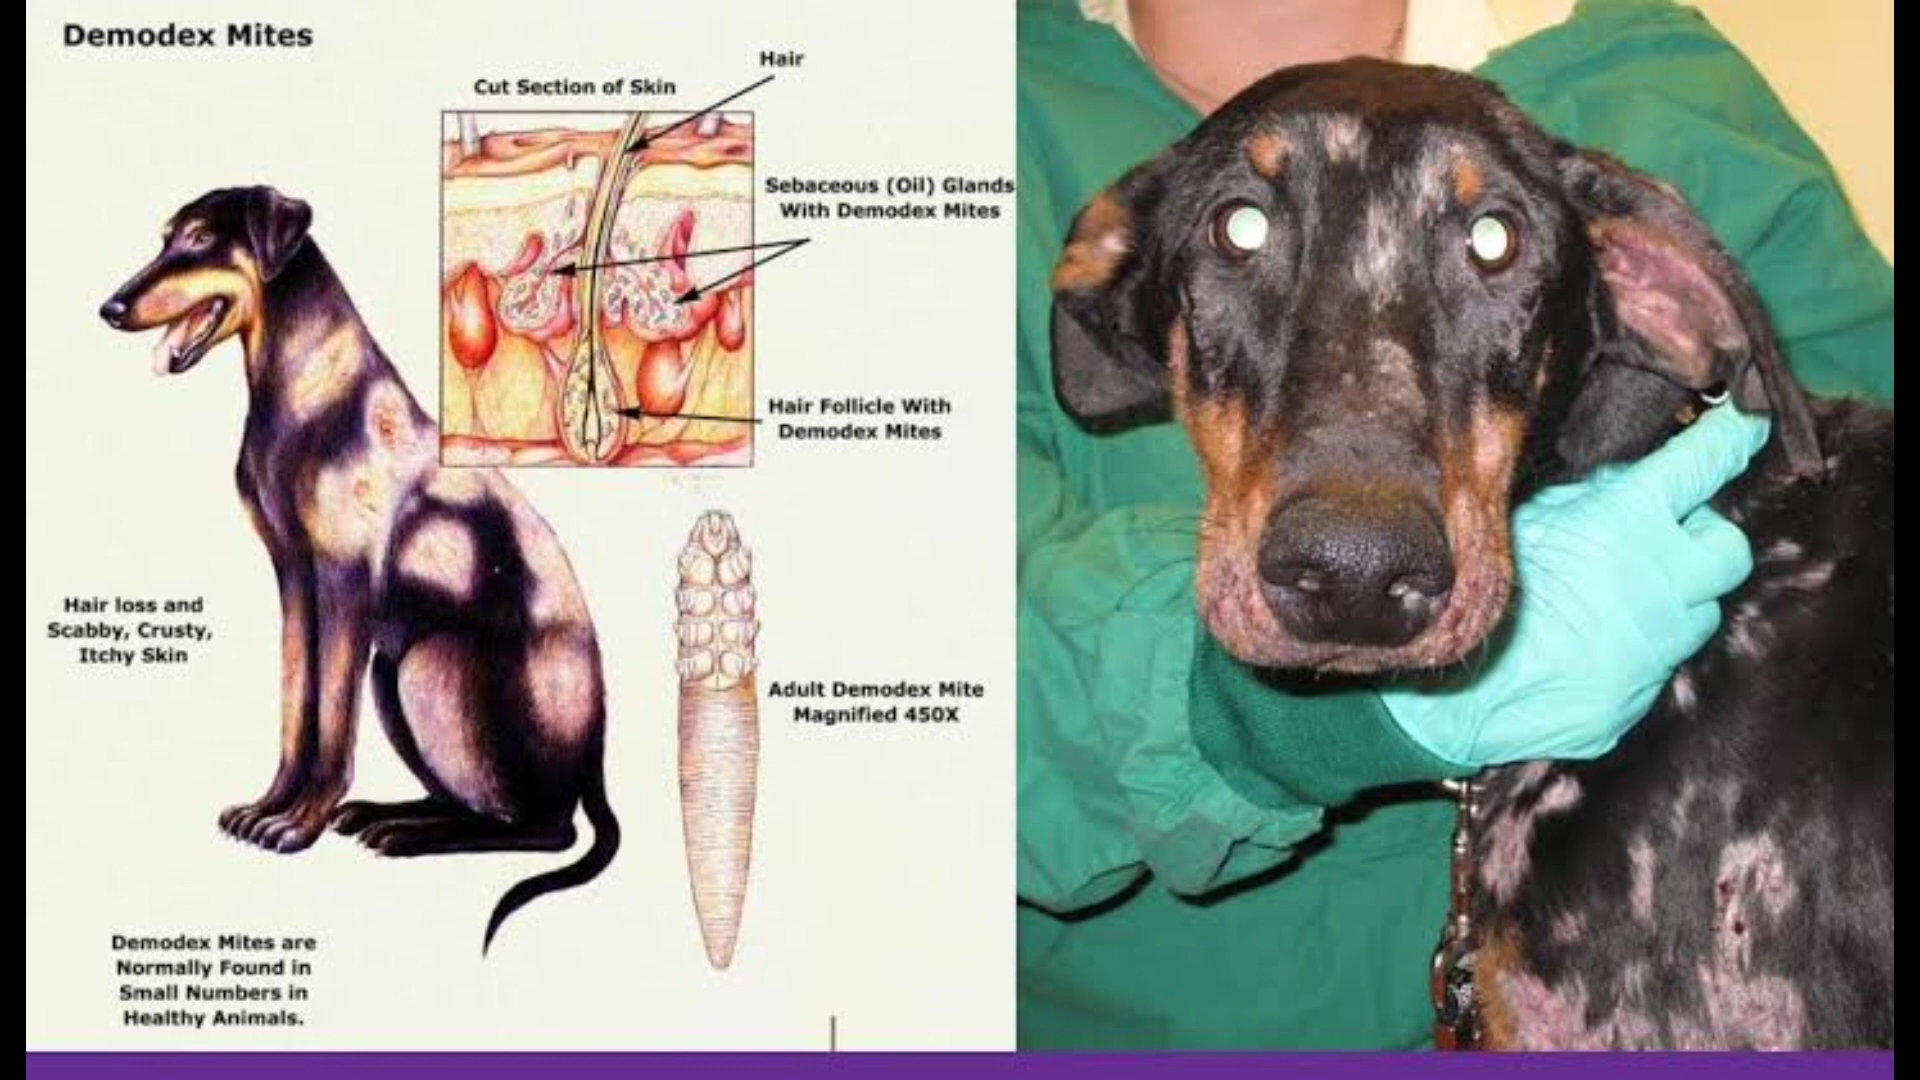 Demodex Mites
Hair
Cut Section of Skin
Sebaceous (Oil) Glands
With Demodex Mites
Hair Follicle With
Demodex Mites
Hair loss and
Scabby, Crusty,
Itchy Skin
Adult Demodex Mite
Magnified 450X
Demodex Mites are
Normally Found in
Small Numbers in
Healthy Animals.